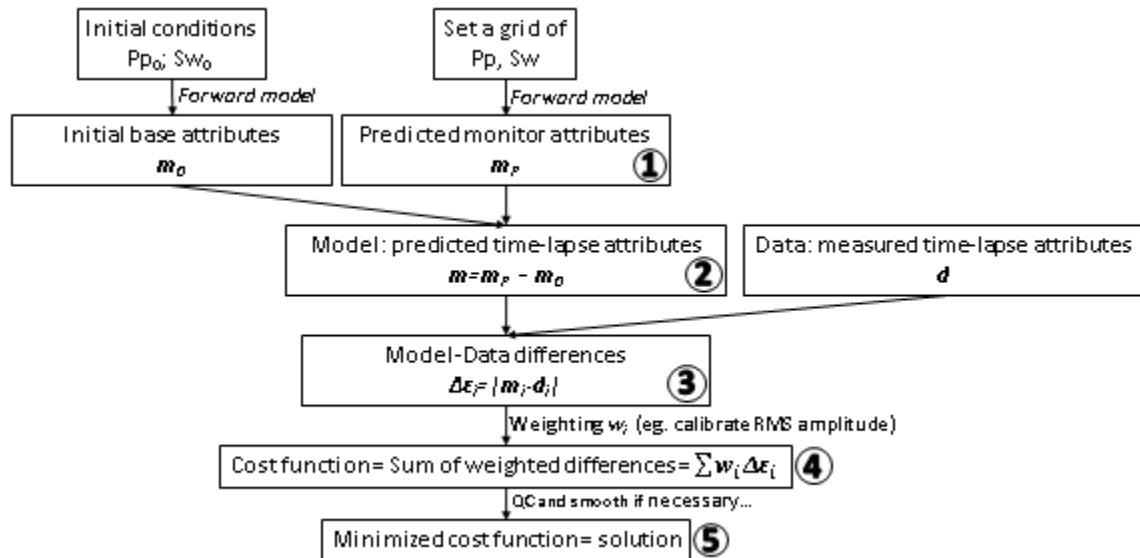 Initial conditions
Pp₀; Sw₀
Set a grid of
Pp, Sw
Forward model
Forward model
Initial base attributes
m₀
Predicted monitor attributes
mₚ
1
Model: predicted time-lapse attributes
m=mₚ − m₀
2
Data: measured time-lapse attributes
d
Model-Data differences
Δεᵢ=|mᵢ-dᵢ|
3
Weighting wᵢ (eg. calibrate RMS amplitude)
Cost function= Sum of weighted differences= ∑wᵢΔεᵢ
4
QC and smooth if necessary...
Minimized cost function= solution
5